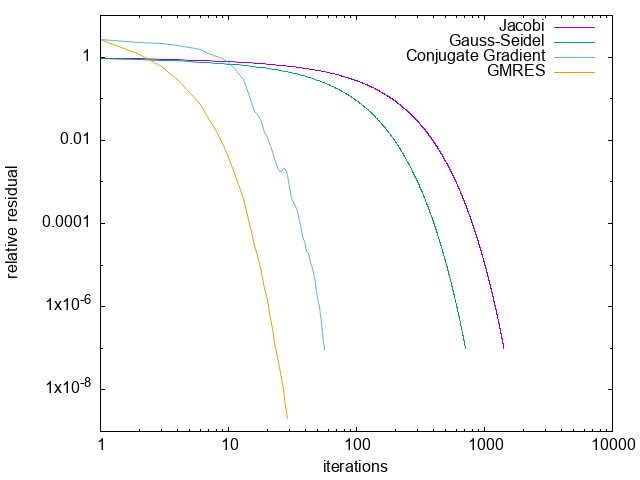 Jacobi
Gauss-Seidel
Conjugate Gradient
GMRES
1
0.01
0.0001
1x10-6
1x10-8
relative residual
1
10
100
1000
10000
iterations